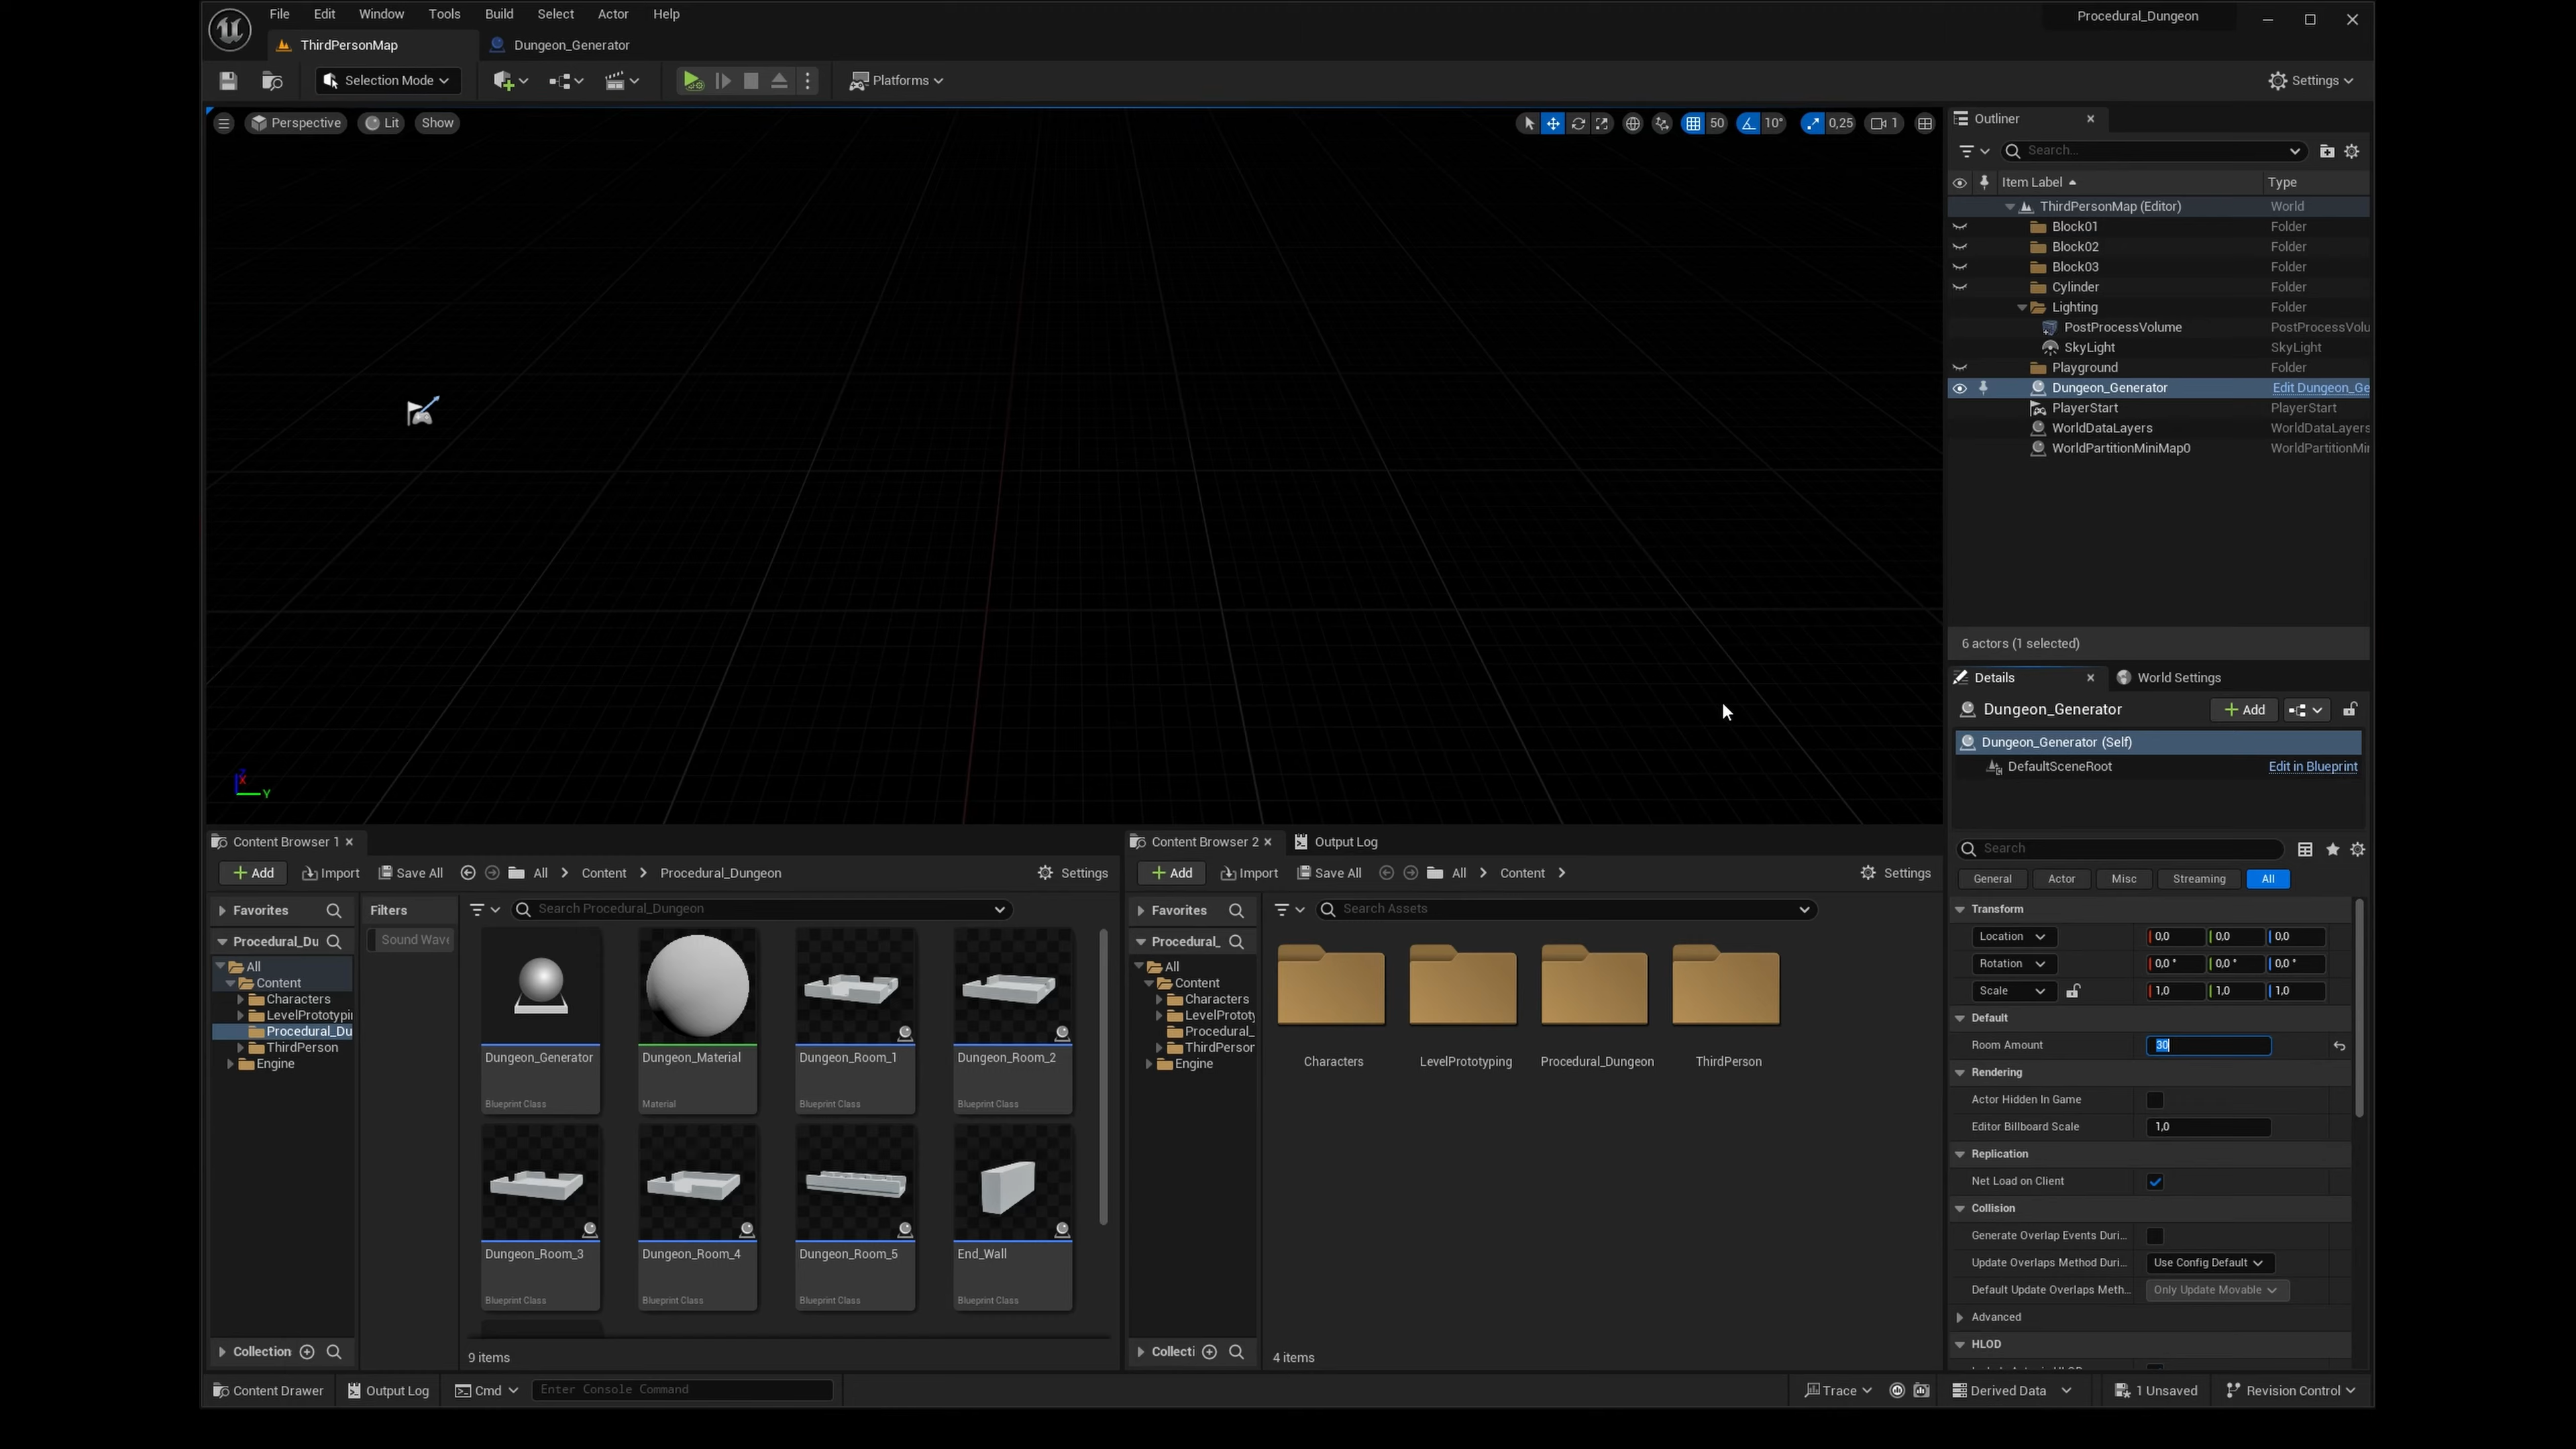 File Edit Window Tools Build Select Actor Help Procedural_Dungeon
ThirdPersonMap Dungeon_Generator
Selection Mode Platforms Settings
Perspective Lit Show 50 10° 0,25 1
Outliner
Search...
Item Label Type
ThirdPersonMap (Editor) World
Block01 Folder
Block02 Folder
Block03 Folder
Cylinder Folder
Lighting Folder
PostProcessVolume PostProcessVolu
SkyLight SkyLight
Playground Folder
Dungeon_Generator Edit Dungeon_Ge
PlayerStart PlayerStart
WorldDataLayers WorldDataLayers
WorldPartitionMiniMap0 WorldPartitionMi
6 actors (1 selected)
Details World Settings
Dungeon_Generator Add
Dungeon_Generator (Self)
DefaultSceneRoot Edit in Blueprint
Search
General Actor Misc Streaming All
Transform
Location 0,0 0,0 0,0
Rotation 0,0 ° 0,0 ° 0,0 °
Scale 1,0 1,0 1,0
Default
Room Amount 30
Rendering
Actor Hidden In Game
Editor Billboard Scale 1,0
Replication
Net Load on Client
Collision
Generate Overlap Events Duri...
Update Overlaps Method Duri... Use Config Default
Default Update Overlaps Meth... Only Update Movable
Advanced
HLOD
X Y
Content Browser 1
Add Import Save All All Content Procedural_Dungeon Settings
Favorites Filters Search Procedural_Dungeon
Procedural_Du Sound Wave
All
Content
Characters
LevelPrototypi
Procedural_Du
ThirdPerson
Engine
Collection
Dungeon_Generator Dungeon_Material Dungeon_Room_1 Dungeon_Room_2
Blueprint Class Material Blueprint Class Blueprint Class
Dungeon_Room_3 Dungeon_Room_4 Dungeon_Room_5 End_Wall
Blueprint Class Blueprint Class Blueprint Class Blueprint Class
9 items
Content Browser 2 Output Log
Add Import Save All All Content Settings
Favorites Search Assets
Procedural_
All
Content
Characters
LevelPrototy
Procedural_
ThirdPerson
Engine
Collecti
Characters LevelPrototyping Procedural_Dungeon ThirdPerson
4 items
Content Drawer Output Log Cmd Enter Console Command Trace Derived Data 1 Unsaved Revision Control